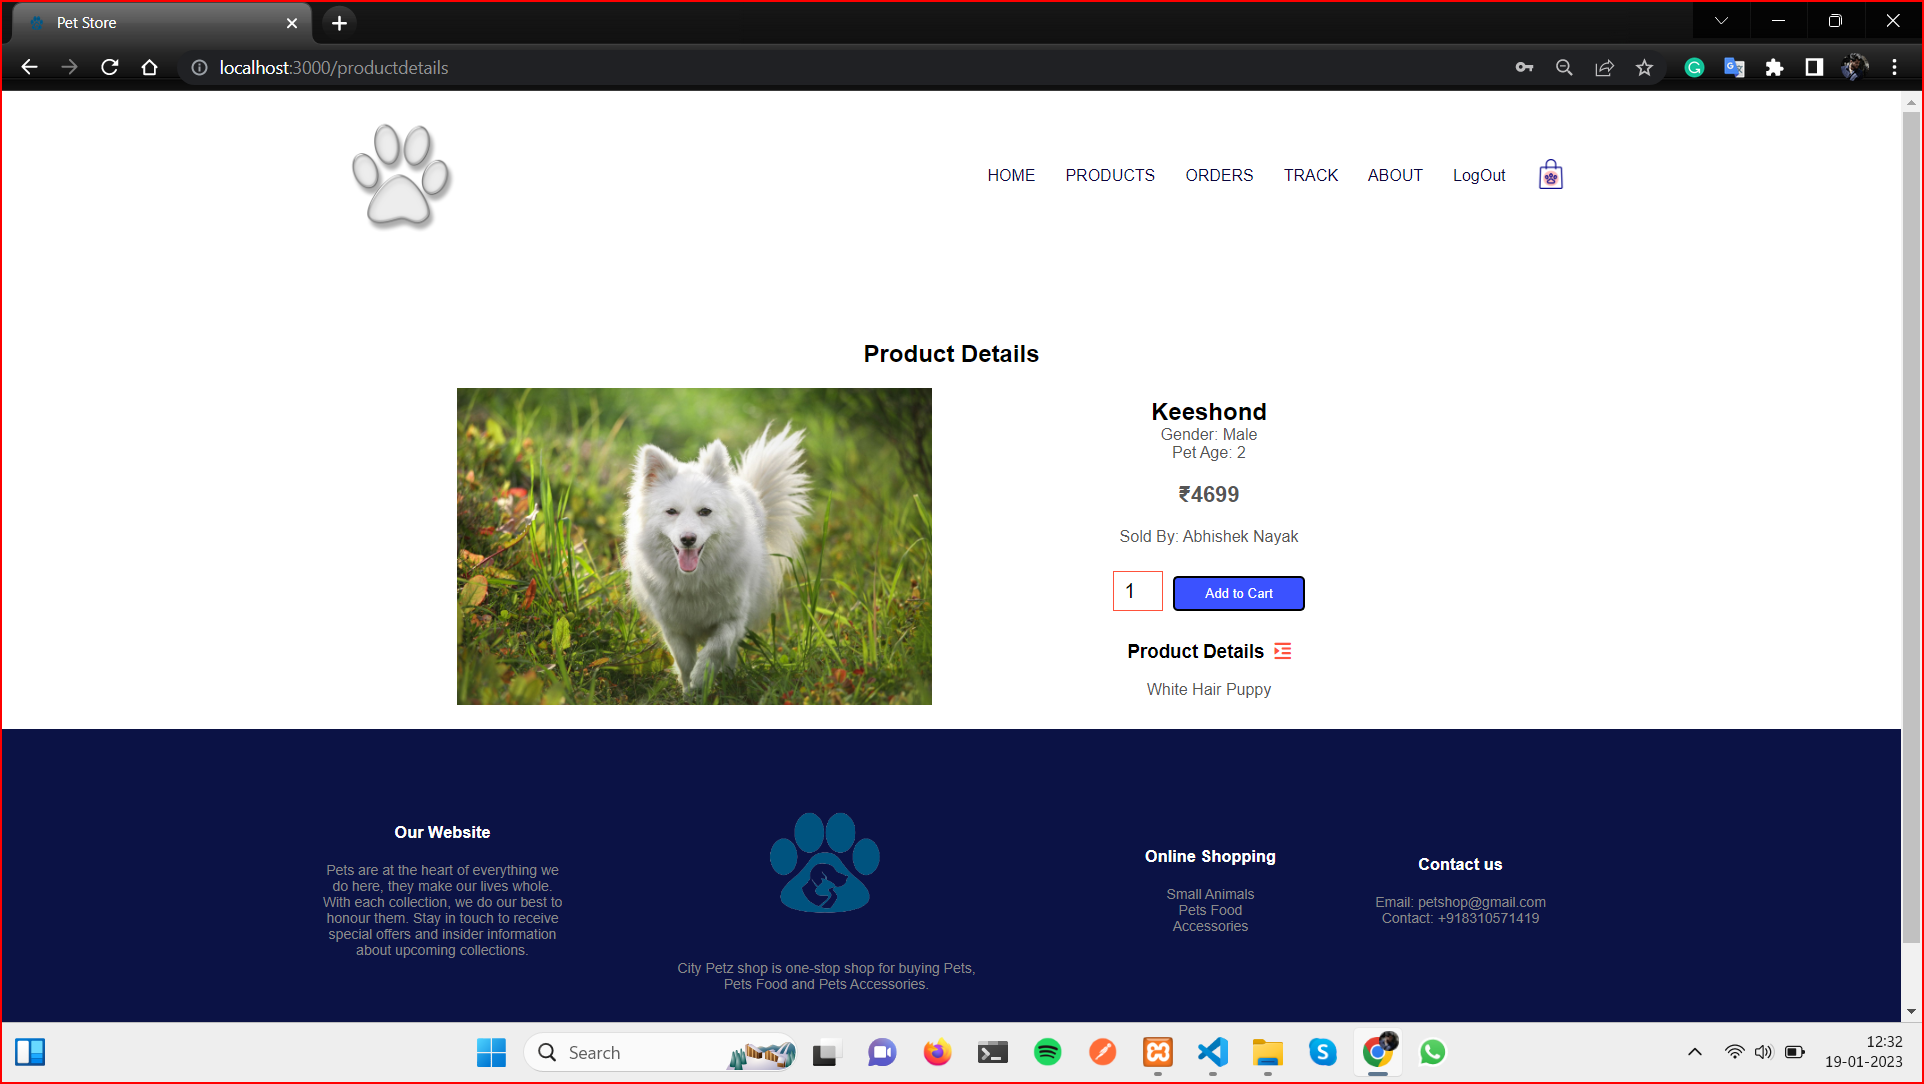 Pet Store
localhost:3000/productdetails
HOME PRODUCTS ORDERS TRACK ABOUT LogOut
Product Details
Keeshond
Gender: Male
Pet Age: 2
₹4699
Sold By: Abhishek Nayak
1 Add to Cart
Product Details
White Hair Puppy
Our Website
Pets are at the heart of everything we
do here, they make our lives whole.
With each collection, we do our best to
honour them. Stay in touch to receive
special offers and insider information
about upcoming collections.
City Petz shop is one-stop shop for buying Pets,
Pets Food and Pets Accessories.
Online Shopping
Small Animals
Pets Food
Accessories
Contact us
Email: petshop@gmail.com
Contact: +918310571419
Search
12:32
19-01-2023